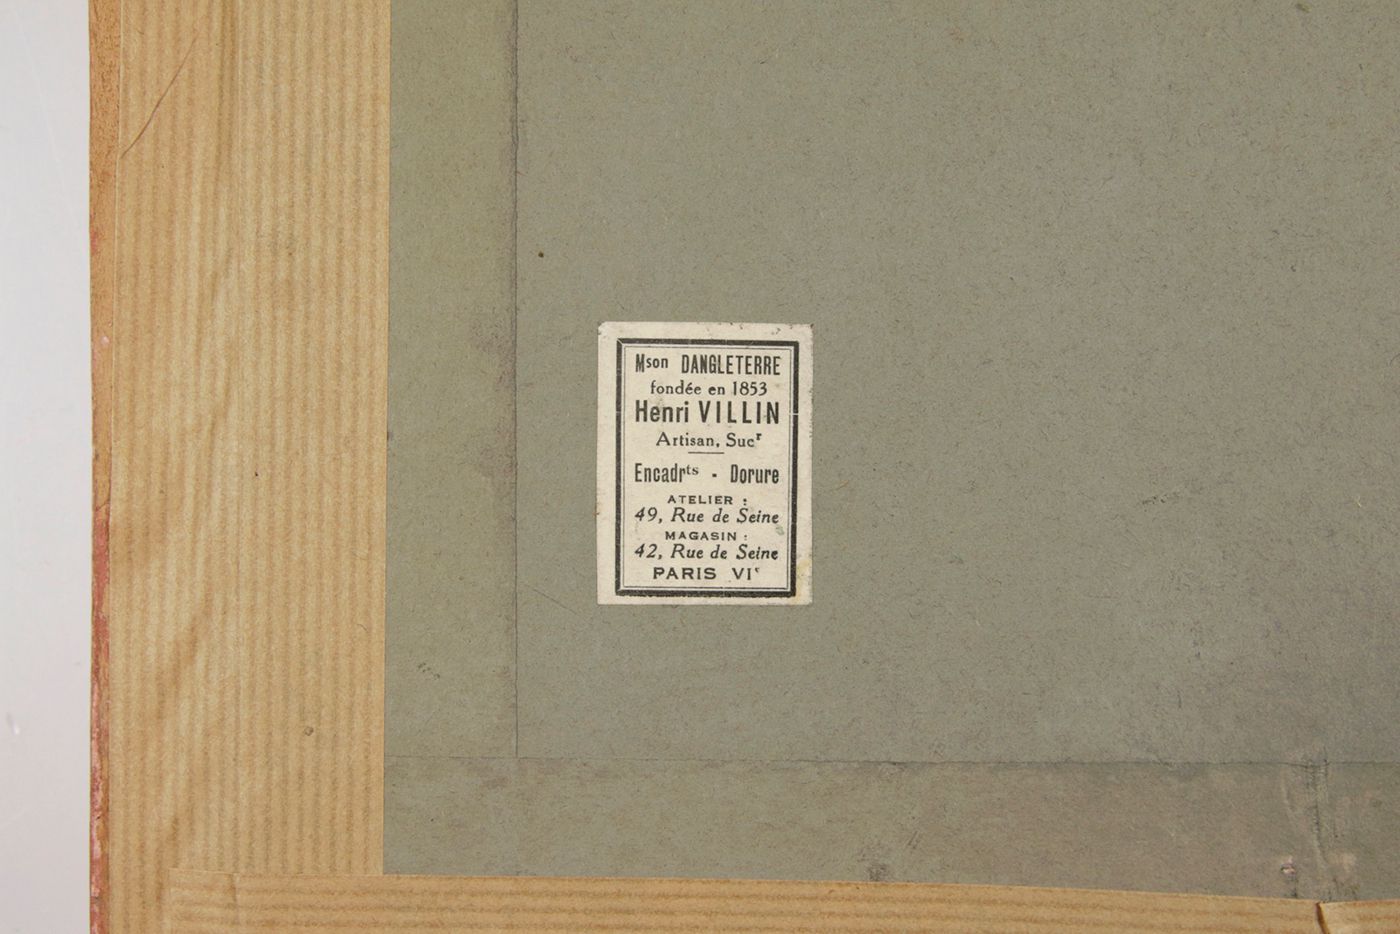 Mson DANGLETERRE
fondée en 1853
Henri VILLIN
Artisan, Sucr
Encadrts - Dorure
ATELIER :
49, Rue de Seine
MAGASIN :
42, Rue de Seine
PARIS VIe